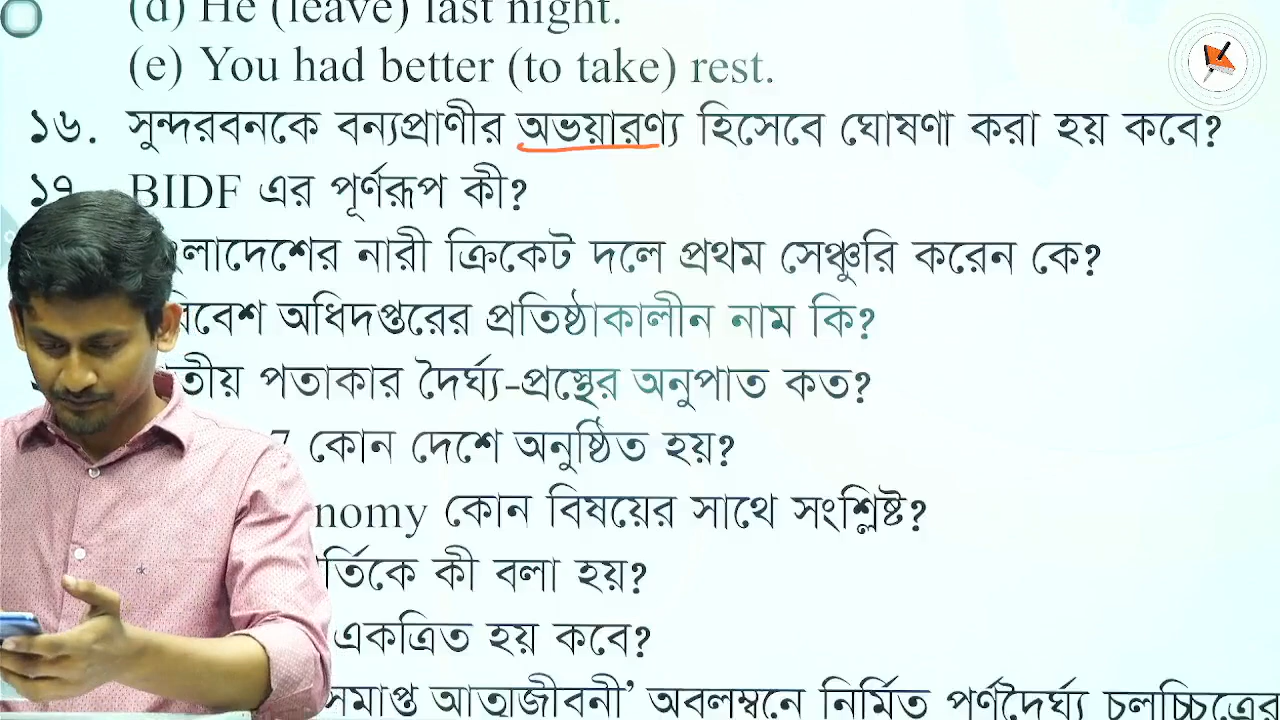 (d) He (leave) last night.
(e) You had better (to take) rest.
১৬. সুন্দরবনকে বন্যপ্রাণীর অভয়ারণ্য হিসেবে ঘোষণা করা হয় কবে?
১৭. BIDF এর পূর্ণরূপ কী?
নারী ক্রিকেট দলে প্রথম সেঞ্চুরি করেন কে?
অধিদপ্তরের প্রতিষ্ঠাকালীন নাম কি?
পতাকার দৈর্ঘ্য-প্রস্থের অনুপাত কত?
কোন দেশে অনুষ্ঠিত হয়?
কোন বিষয়ের সাথে সংশ্লিষ্ট?
কী বলা হয়?
একত্রিত হয় কবে?
আত্মজীবনী’ অবলম্বনে নির্মিত পূর্ণদৈর্ঘ্য চলচ্চিত্রের